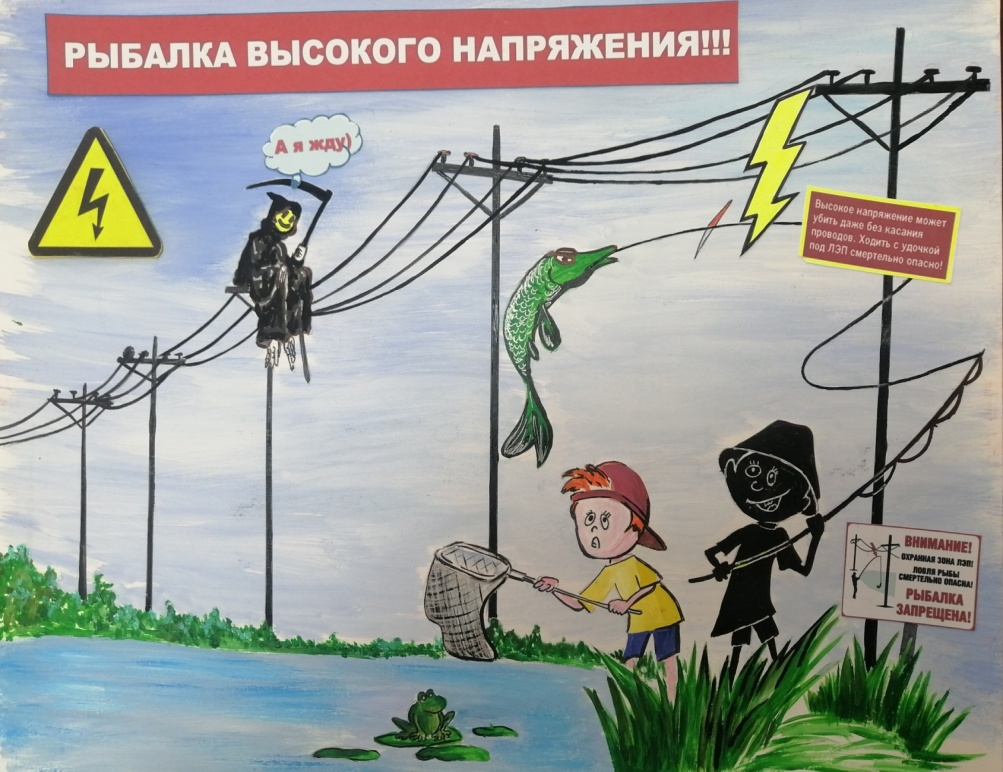 РЫБАЛКА ВЫСОКОГО НАПРЯЖЕНИЯ!!!
А я жду)
Высокое напряжение может
убить даже без касания
проводов. Ходить с удочкой
под ЛЭП смертельно опасно!
ВНИМАНИЕ!
ОХРАННАЯ ЗОНА ЛЭП!
ЛОВЛЯ РЫБЫ
СМЕРТЕЛЬНО ОПАСНА!
РЫБАЛКА
ЗАПРЕЩЕНА!